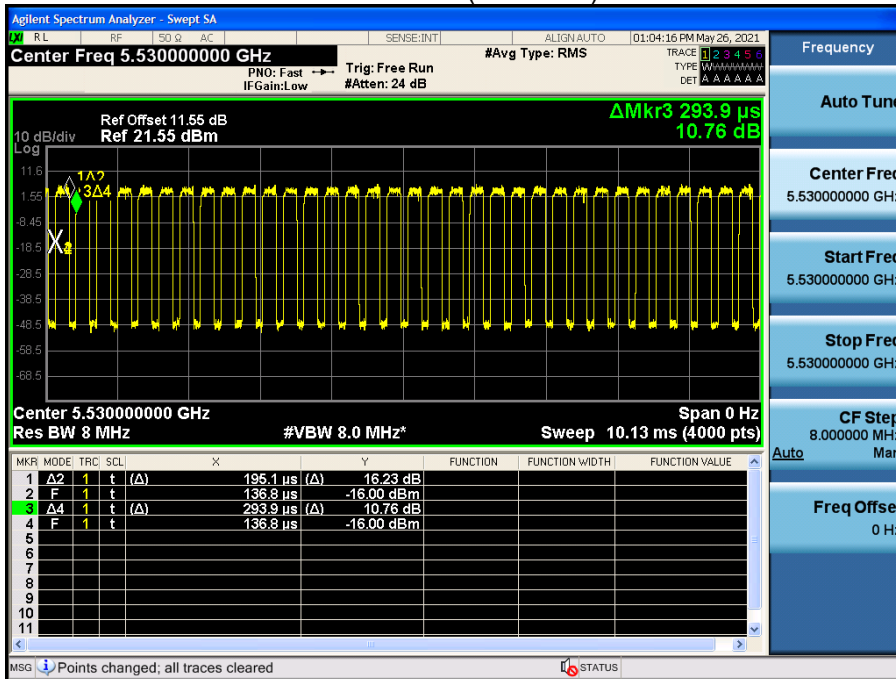 Agilent Spectrum Analyzer - Swept SA
LXI RL RF 50 Ω AC SENSE:INT ALIGN AUTO 01:04:16 PM May 26, 2021
Center Freq 5.530000000 GHz #Avg Type: RMS TRACE 1 2 3 4 5 6
PNO: Fast Trig: Free Run TYPE WWWWWW
IFGain:Low #Atten: 24 dB DET A A A A A A
Ref Offset 11.55 dB ΔMkr3 293.9 µs
10 dB/div Ref 21.55 dBm 10.76 dB
Log
11.6
1Δ2
3Δ4
1.55
-8.45
-18.5
-28.5
-38.5
-48.5
-58.5
-68.5
Center 5.530000000 GHz Span 0 Hz
Res BW 8 MHz #VBW 8.0 MHz* Sweep 10.13 ms (4000 pts)
MKR MODE TRC SCL X Y FUNCTION FUNCTION WIDTH FUNCTION VALUE
1 Δ2 1 t (Δ) 195.1 µs (Δ) 16.23 dB
2 F 1 t 136.8 µs -16.00 dBm
3 Δ4 1 t (Δ) 293.9 µs (Δ) 10.76 dB
4 F 1 t 136.8 µs -16.00 dBm
5
6
7
8
9
10
11
MSG Points changed; all traces cleared STATUS
Frequency
Auto Tune
Center Freq
5.530000000 GHz
Start Freq
5.530000000 GHz
Stop Freq
5.530000000 GHz
CF Step
8.000000 MHz
Auto Man
Freq Offset
0 Hz